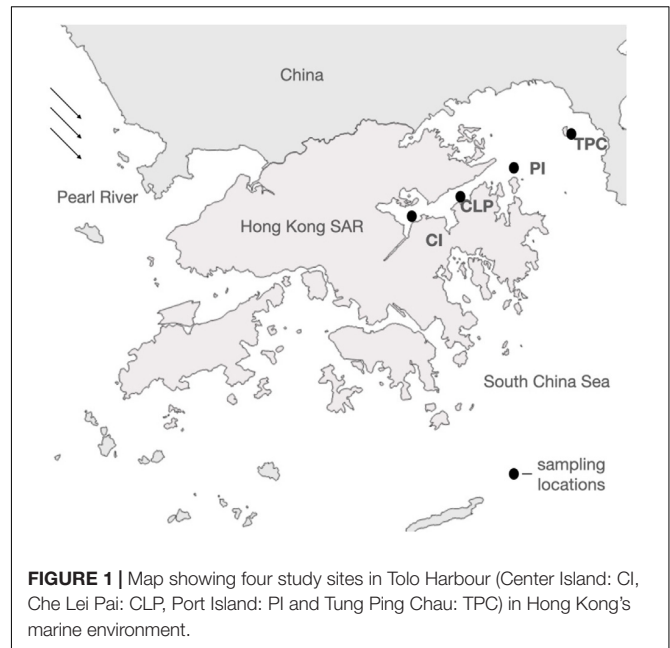 China
TPC
PI
Pearl River
CLP
Hong Kong SAR
CI
South China Sea
sampling
locations
FIGURE 1 | Map showing four study sites in Tolo Harbour (Center Island: CI,
Che Lei Pai: CLP, Port Island: PI and Tung Ping Chau: TPC) in Hong Kong’s
marine environment.